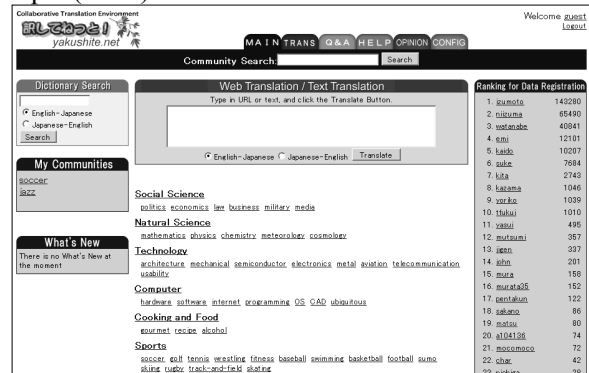 Collaborative Translation Environment
訳してねっと!
yakushite.net
Welcome guest
Logout
MAIN TRANS Q&A HELP OPINION CONFIG
Community Search: Search
Dictionary Search
English-Japanese
Japanese-English
Search
My Communities
soccer
jazz
What's New
There is no What's New at
the moment
Web Translation / Text Translation
Type in URL or text, and click the Translate Button.
English-Japanese Japanese-English Translate
Social Science
politics economics law business military media
Natural Science
mathematics physics chemistry meteorology cosmology
Technology
architecture mechanical semiconductor electronics metal aviation telecommunication
usability
Computer
hardware software internet programming OS CAD ubiquitous
Cooking and Food
gourmet recipe alcohol
Sports
soccer golf tennis wrestling fitness baseball swimming basketball football sumo
skiing rugby track-and-field skating
Ranking for Data Registration
1. izumoto 143280
2. niizuma 65490
3. watanabe 40841
4. emi 12101
5. kaido 10207
6. suke 7684
7. kita 2743
8. kazama 1046
9. yoriko 1039
10. tfukui 1010
11. yasui 495
12. mutsumi 357
13. jigen 337
14. john 201
15. mura 158
16. murata35 152
17. pentakun 122
18. sakano 86
19. matsu 80
20. a104136 74
21. mocomoco 72
22. char 42